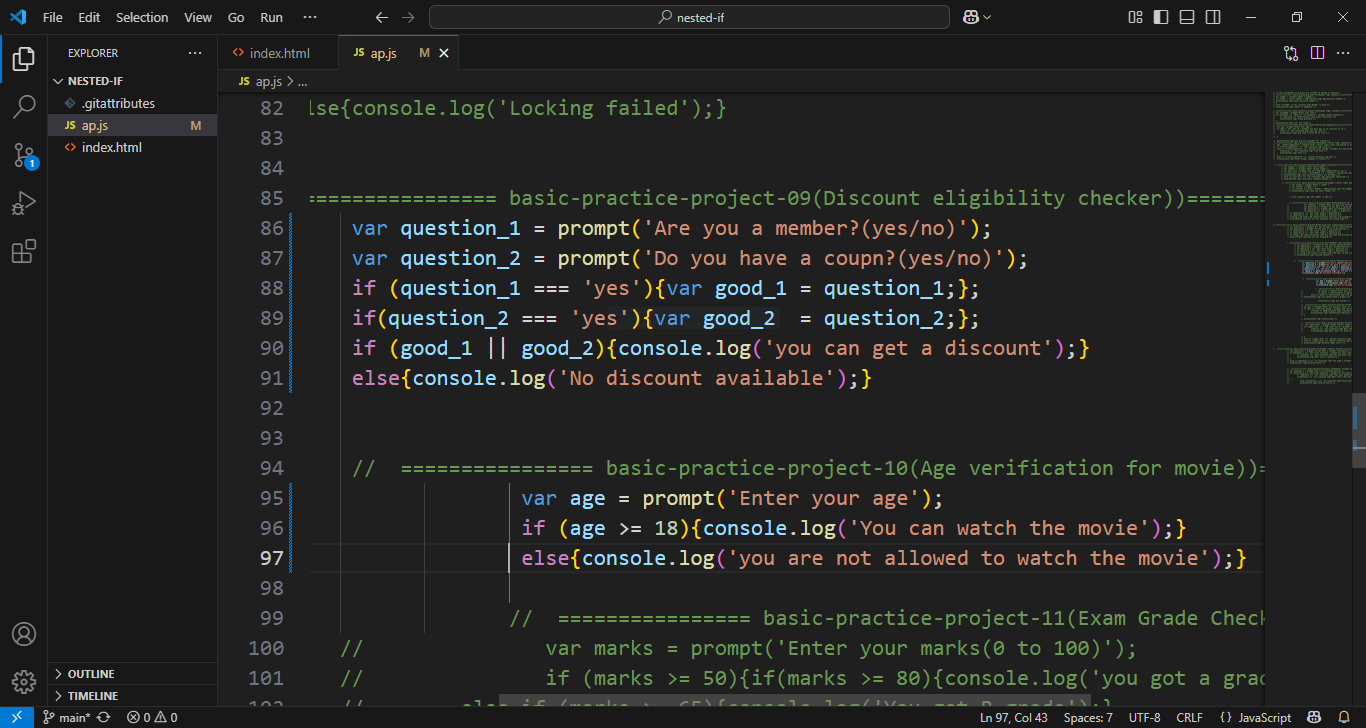 File Edit Selection View Go Run ··· nested-if
EXPLORER ···
NESTED-IF
.gitattributes
JS ap.js M
index.html
OUTLINE
TIMELINE
1
index.html JS ap.js M
JS ap.js > ...
82 lse{console.log('Locking failed');}
83
84
85 ================ basic-practice-project-09(Discount eligibility checker))=======
86 var question_1 = prompt('Are you a member?(yes/no)');
87 var question_2 = prompt('Do you have a coupn?(yes/no)');
88 if (question_1 === 'yes'){var good_1 = question_1;};
89 if(question_2 === 'yes'){var good_2  = question_2;};
90 if (good_1 || good_2){console.log('you can get a discount');}
91 else{console.log('No discount available');}
92
93
94 //  ================ basic-practice-project-10(Age verification for movie))=
95 var age = prompt('Enter your age');
96 if (age >= 18){console.log('You can watch the movie');}
97 else{console.log('you are not allowed to watch the movie');}
98
99 //  ================ basic-practice-project-11(Exam Grade Check
100 // var marks = prompt('Enter your marks(0 to 100)');
101 // if (marks >= 50){if(marks >= 80){console.log('you got a grad
main* 0 0 Ln 97, Col 43 Spaces: 7 UTF-8 CRLF {} JavaScript